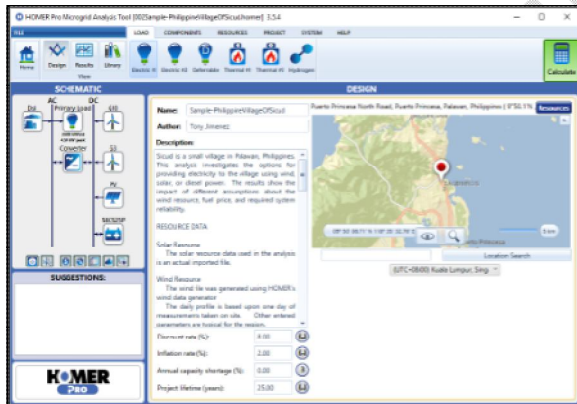 HOMER Pro Microgrid Analysis Tool [002Sample-PhilippineVillageOfSicud.homer] 3.5.4
FILE
LOAD COMPONENTS RESOURCES PROJECT SYSTEM HELP
Home Design Results Library Electric #1 Electric #2 Deferrable Thermal #1 Thermal #2 Hydrogen Calculate
View
SCHEMATIC DESIGN
AC DC
Primary Load
Converter
PV
SUGGESTIONS:
HOMER
PRO
Name: Sample-PhilippineVillageOfSicud
Author: Tony Jimenez
Description:
Sicud is a small village in Palawan, Philippines.
This analysis investigates the options for
providing electricity to the village using wind,
solar, or diesel power. The results show the
impact of different assumptions about the
wind resource, fuel price, and required system
reliability.
RESOURCE DATA
Solar Resource
The solar resource data used in the analysis
is an actual imported file.
Wind Resource
The wind file was generated using HOMER's
wind data generator
The daily profile is based upon one day of
measurements taken on site. Other entered
parameters are typical for the region.
Discount rate (%): 8.00
Inflation rate (%): 2.00
Annual capacity shortage (%): 0.00
Project lifetime (years): 25.00
Puerto Princesa North Road, Puerto Princesa, Palawan, Philippines
Resources
Location Search
(UTC+08:00) Kuala Lumpur, Sing